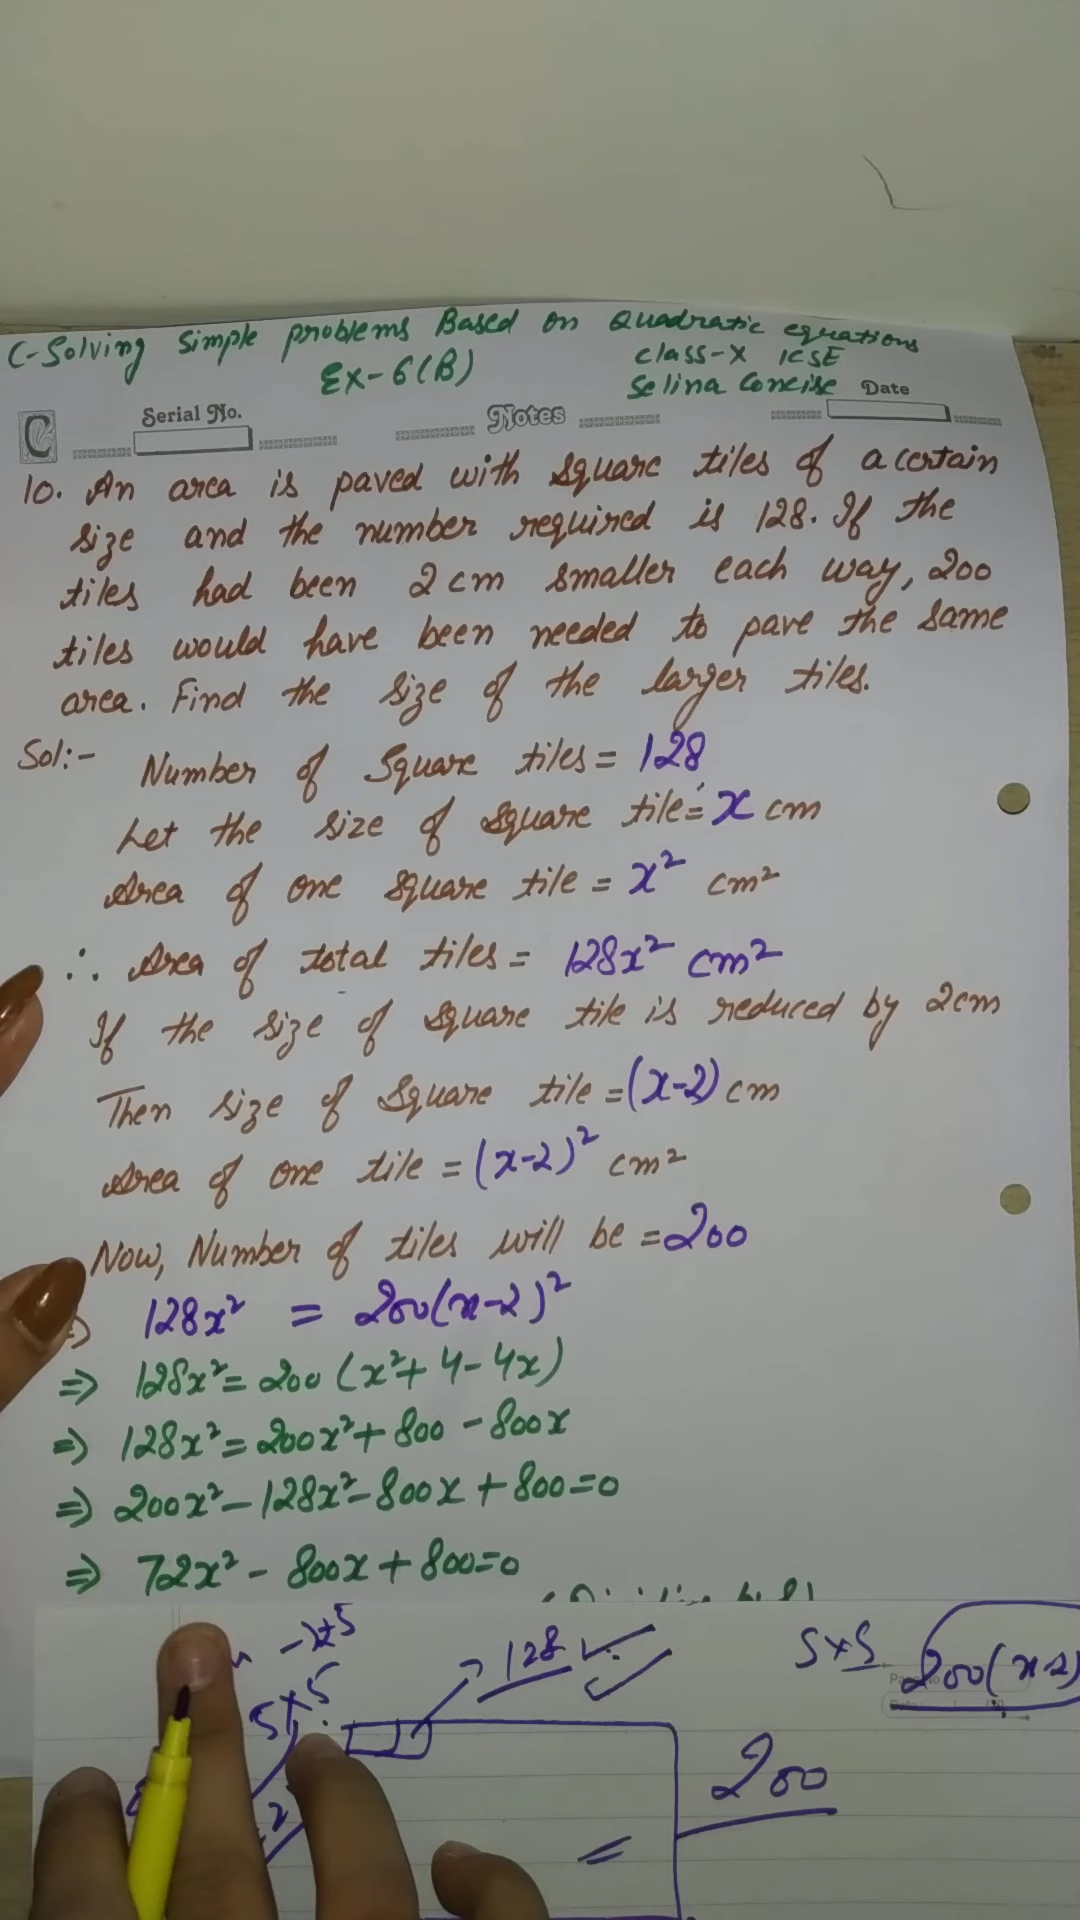 C-Solving Simple problems Based on Quadratic equations
Ex-6(B)
Class-X ICSE
Selina Concise
C
Serial No.
Notes
Date
10. An area is paved with square tiles of a certain
size and the number required is 128. If the
tiles had been 2cm smaller each way, 200
tiles would have been needed to pave the same
area. Find the size of the larger tiles.
Sol:- Number of Square tiles = 128
Let the size of square tile = x cm
Area of one square tile = x² cm²
∴ Area of total tiles = 128x² cm²
If the size of square tile is reduced by 2cm
Then size of square tile = (x-2) cm
Area of one tile = (x-2)² cm²
Now, Number of tiles will be = 200
⇒ 128x² = 200(x-2)²
⇒ 128x² = 200 (x²+4-4x)
⇒ 128x² = 200x²+800-800x
⇒ 200x²-128x²-800x+800=0
⇒ 72x²-800x+800=0
128
5x5
200(x-2)
5x5
200
2
=